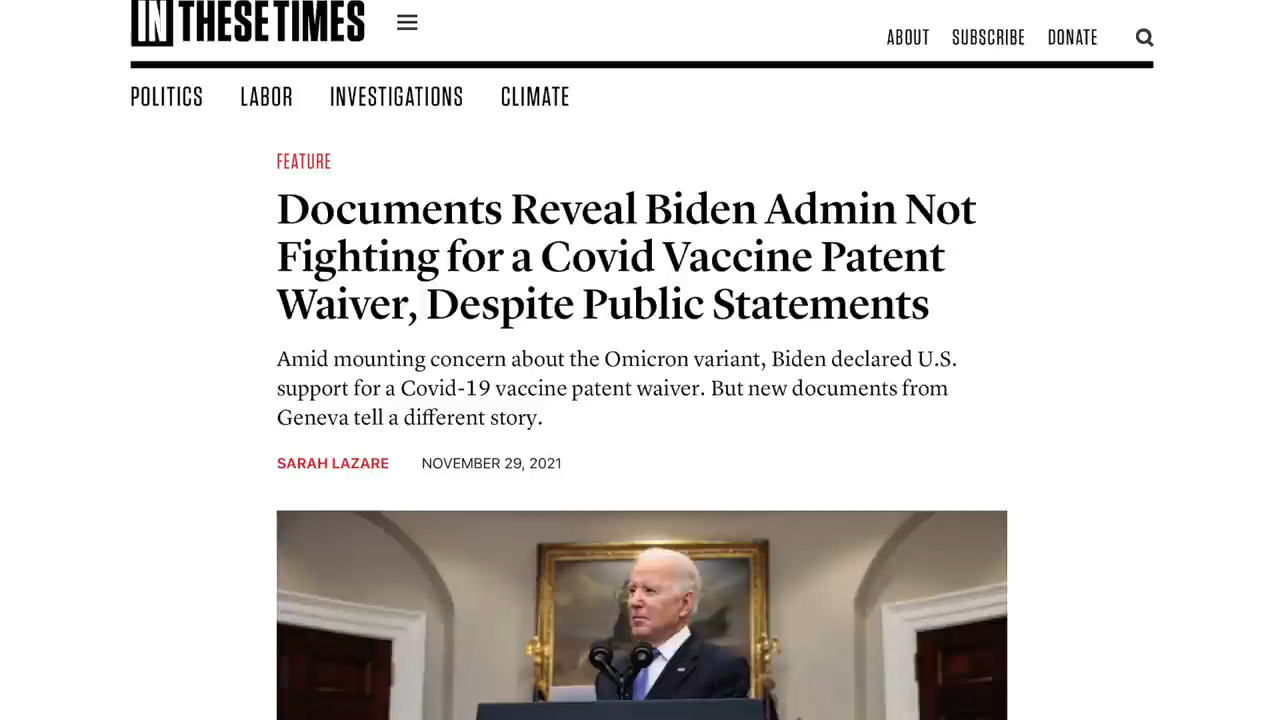 IN THESE TIMES
ABOUT SUBSCRIBE DONATE
POLITICS LABOR INVESTIGATIONS CLIMATE
FEATURE
Documents Reveal Biden Admin Not
Fighting for a Covid Vaccine Patent
Waiver, Despite Public Statements
Amid mounting concern about the Omicron variant, Biden declared U.S.
support for a Covid-19 vaccine patent waiver. But new documents from
Geneva tell a different story.
SARAH LAZARE NOVEMBER 29, 2021